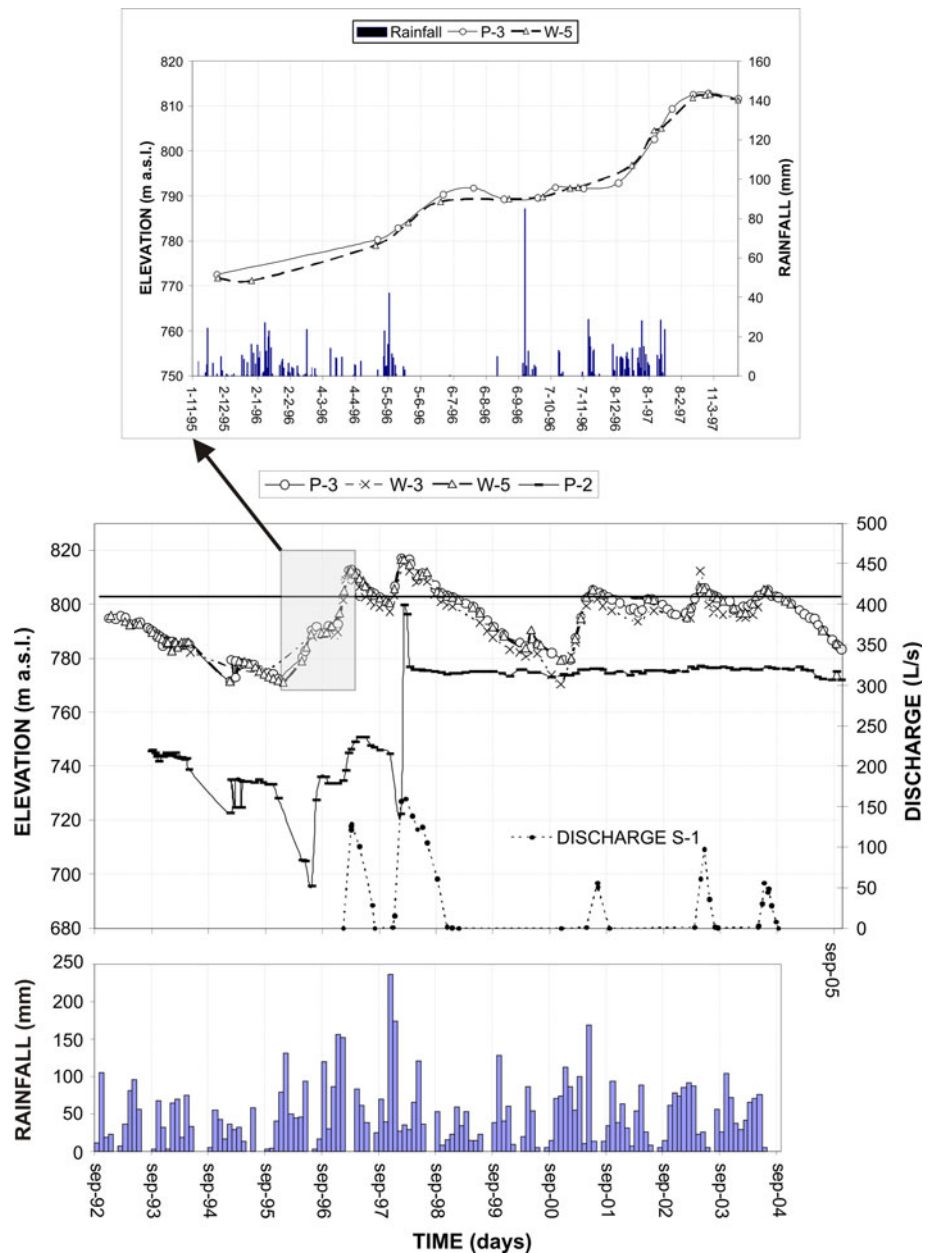 Rainfall P-3 W-5
820
810
800
790
780
770
760
750
ELEVATION (m a.s.l.)
160
140
120
100
80
60
40
20
0
RAINFALL (mm)
1-11-95
2-12-95
2-1-96
2-2-96
4-3-96
4-4-96
5-5-96
5-6-96
6-7-96
6-8-96
6-9-96
7-10-96
7-11-96
8-12-96
8-1-97
8-2-97
11-3-97
P-3 W-3 W-5 P-2
820
800
780
760
740
720
700
680
ELEVATION (m a.s.l.)
500
450
400
350
300
250
200
150
100
50
0
DISCHARGE (L/s)
DISCHARGE S-1
sep-05
250
200
150
100
50
0
RAINFALL (mm)
sep-92
sep-93
sep-94
sep-95
sep-96
sep-97
sep-98
sep-99
sep-00
sep-01
sep-02
sep-03
sep-04
TIME (days)